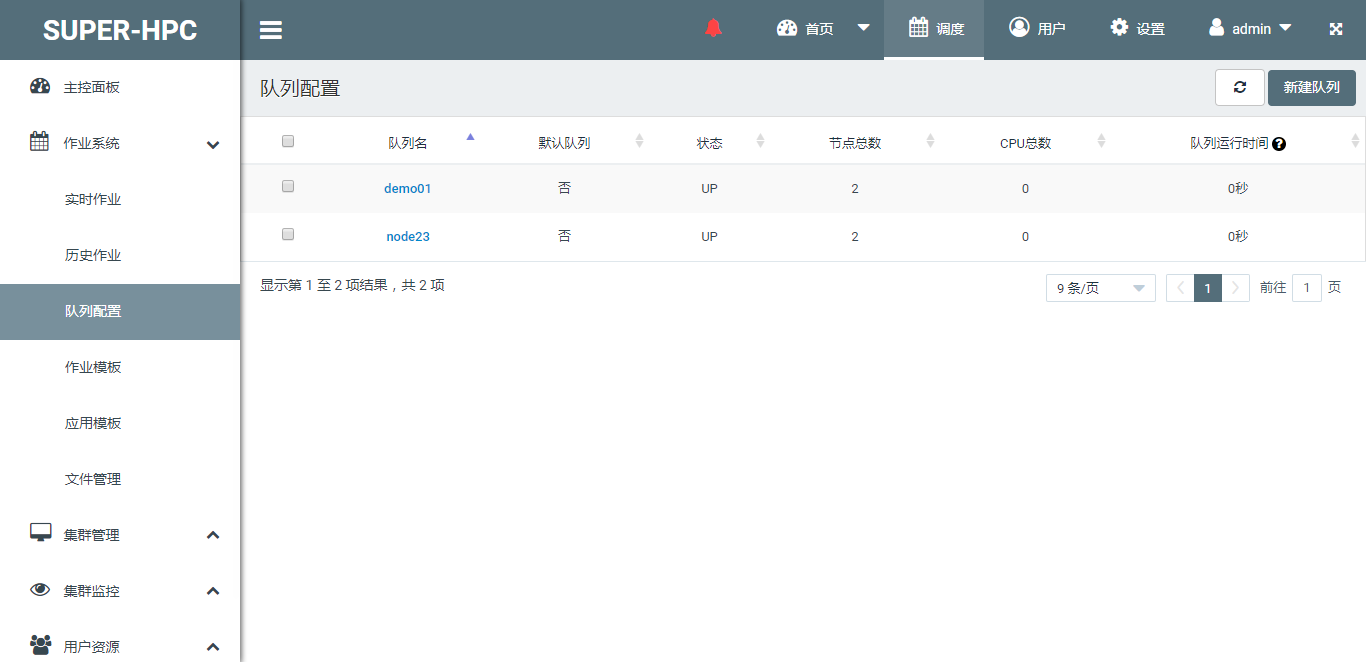 SUPER-HPC
首页
调度
用户
设置
admin
主控面板
作业系统
实时作业
历史作业
队列配置
作业模板
应用模板
文件管理
集群管理
集群监控
用户资源
队列配置
新建队列
队列名 默认队列 状态 节点总数 CPU总数 队列运行时间 ?
demo01 否 UP 2 0 0秒
node23 否 UP 2 0 0秒
显示第 1 至 2 项结果，共 2 项
9 条/页 1 前往 1 页